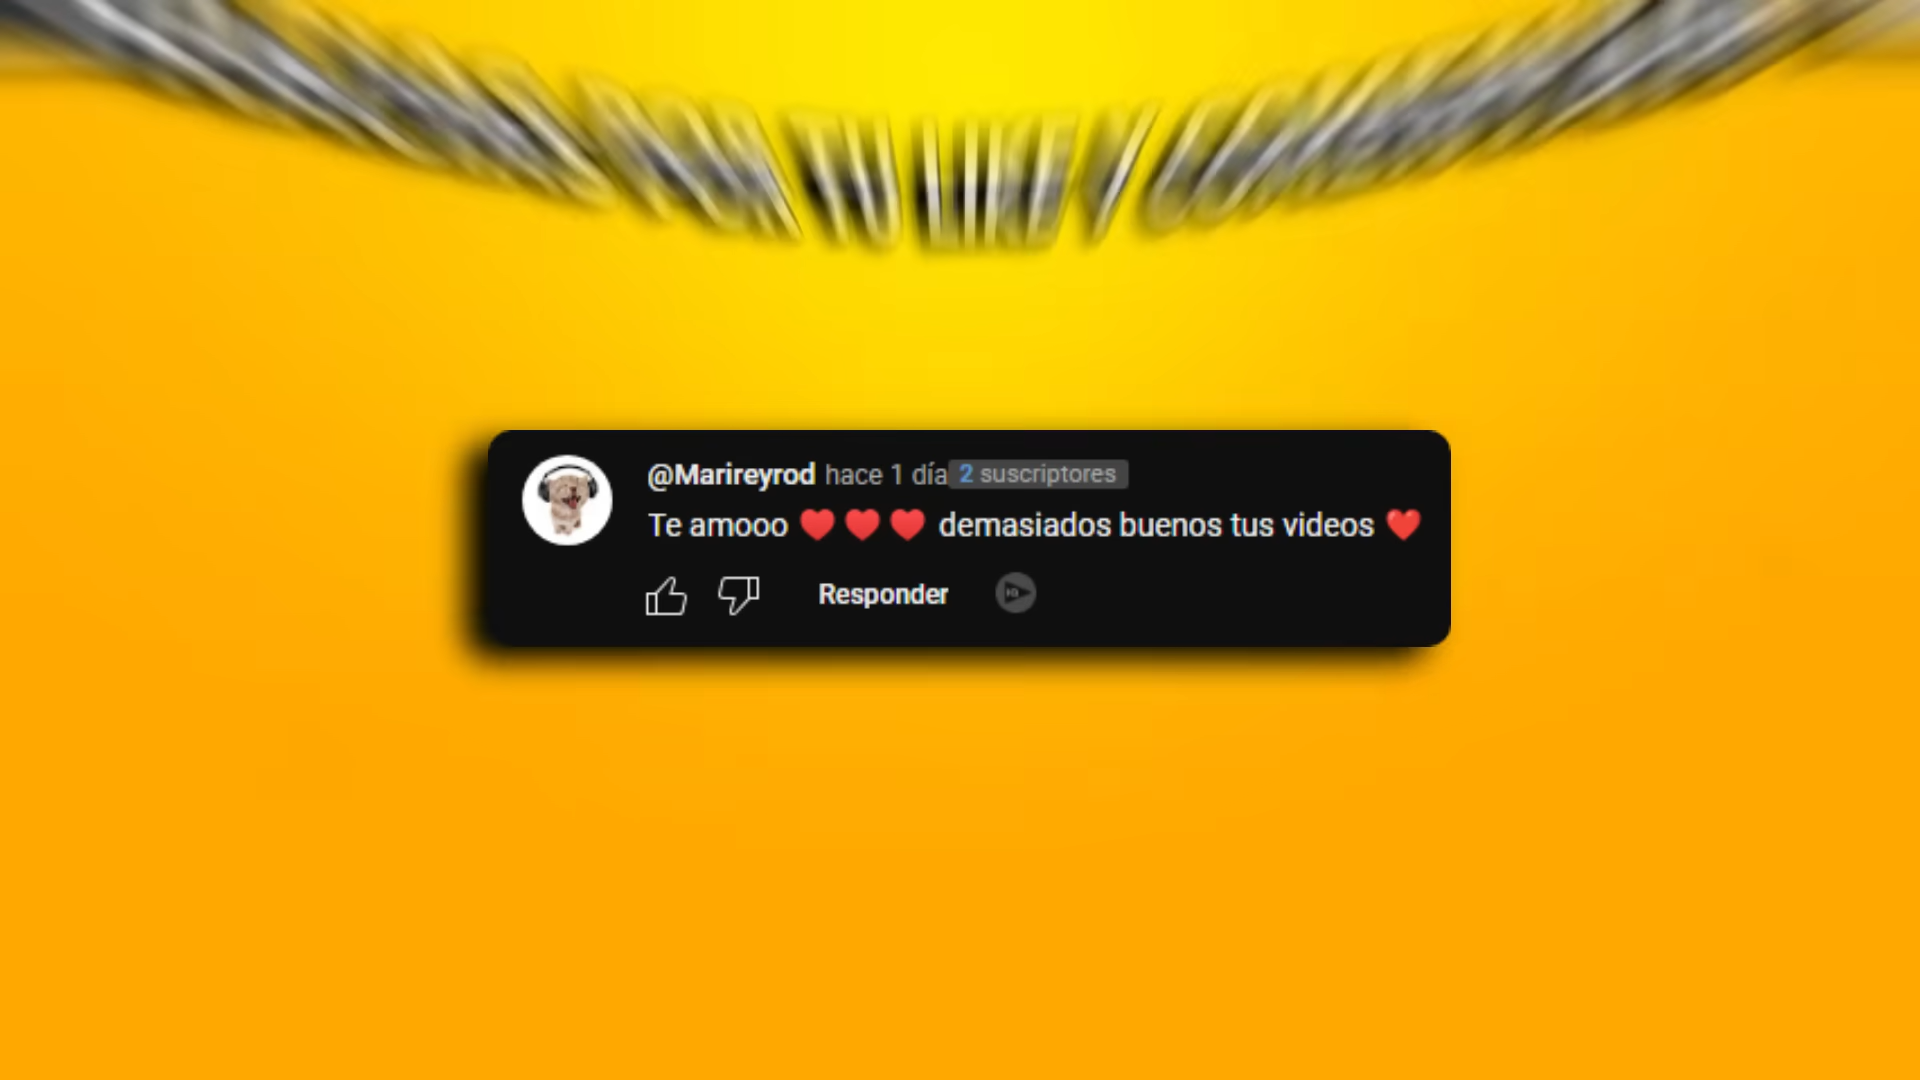 @Marireyrod hace 1 día 2 suscriptores
Te amooo ♥️♥️♥️ demasiados buenos tus videos ❤️
Responder